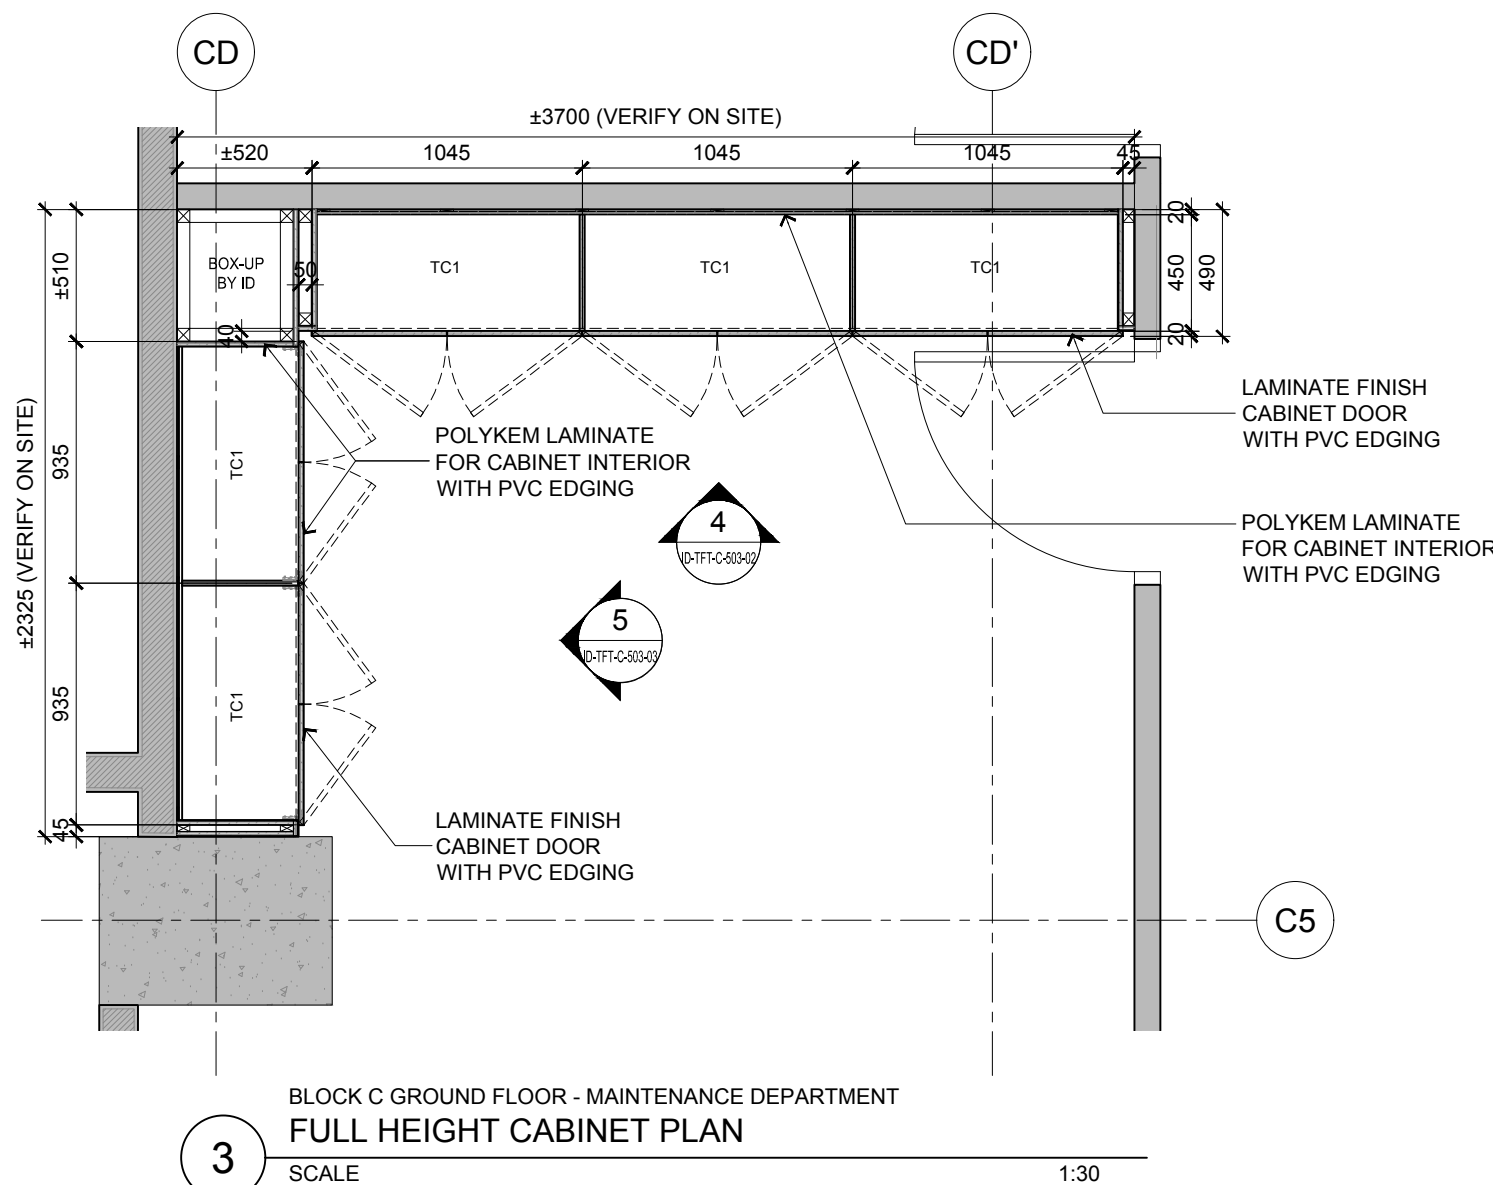 CD
CD'
±3700 (VERIFY ON SITE)
±520
1045
1045
1045
45
±2325 (VERIFY ON SITE)
±510
935
935
45
BOX-UP
BY ID
50
40
TC1
TC1
TC1
20
450
20
490
TC1
TC1
POLYKEM LAMINATE
FOR CABINET INTERIOR
WITH PVC EDGING
LAMINATE FINISH
CABINET DOOR
WITH PVC EDGING
4
ID-TFT-C-503-02
POLYKEM LAMINATE
FOR CABINET INTERIOR
WITH PVC EDGING
5
ID-TFT-C-503-03
LAMINATE FINISH
CABINET DOOR
WITH PVC EDGING
C5
BLOCK C GROUND FLOOR - MAINTENANCE DEPARTMENT
3
FULL HEIGHT CABINET PLAN
SCALE 1:30